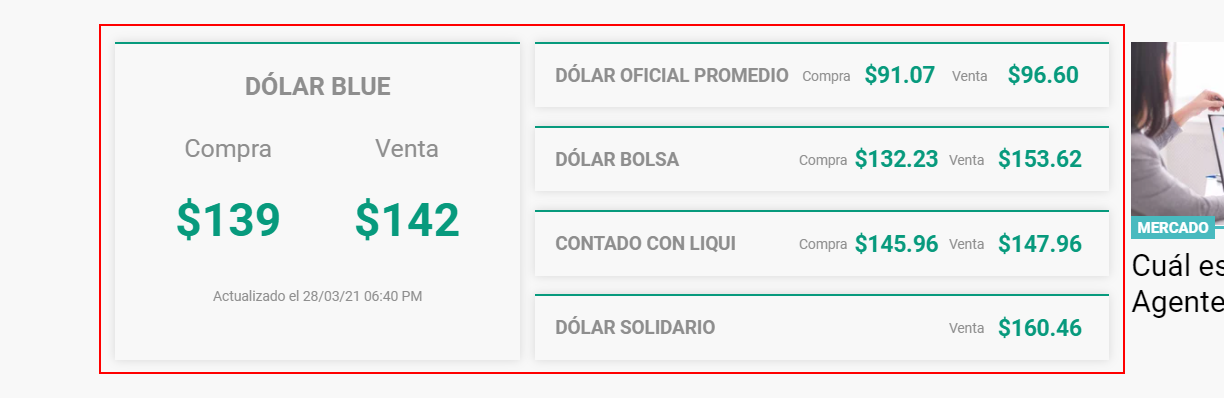 DÓLAR BLUE
Compra Venta
$139 $142
Actualizado el 28/03/21 06:40 PM
DÓLAR OFICIAL PROMEDIO Compra $91.07 Venta $96.60
DÓLAR BOLSA Compra $132.23 Venta $153.62
CONTADO CON LIQUI Compra $145.96 Venta $147.96
DÓLAR SOLIDARIO Venta $160.46
MERCADO
Cuál es
Agente